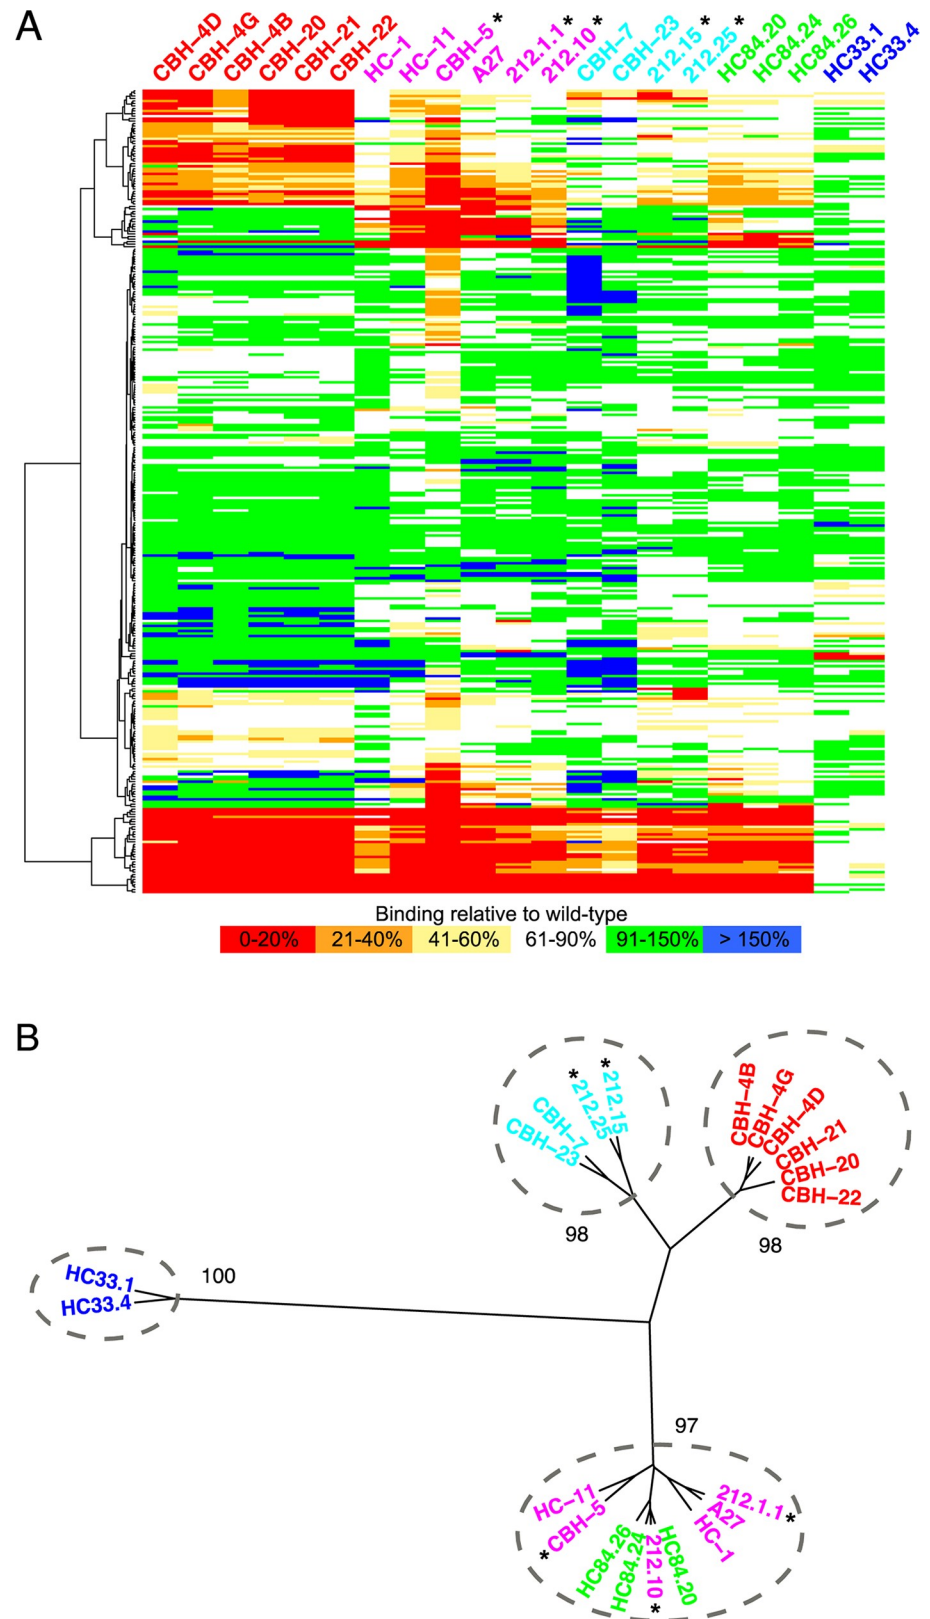 A
CBH-4D
CBH-4G
CBH-4B
CBH-20
CBH-21
CBH-22
HC-1
HC-11
CBH-5 *
A27
212.1.1 *
212.10 *
CBH-7
CBH-23
212.15 *
212.25 *
HC84.20
HC84.24
HC84.26
HC33.1
HC33.4
Binding relative to wild-type
0-20% 21-40% 41-60% 61-90% 91-150% > 150%
B
* 212.15
* 212.25
CBH-7
CBH-23
98
CBH-4B
CBH-4G
CBH-4D
CBH-21
CBH-20
CBH-22
98
HC33.1
HC33.4
100
97
HC-11
CBH-5 *
HC84.26
HC84.24
212.10 *
HC84.20
HC-1
A27
212.1.1 *